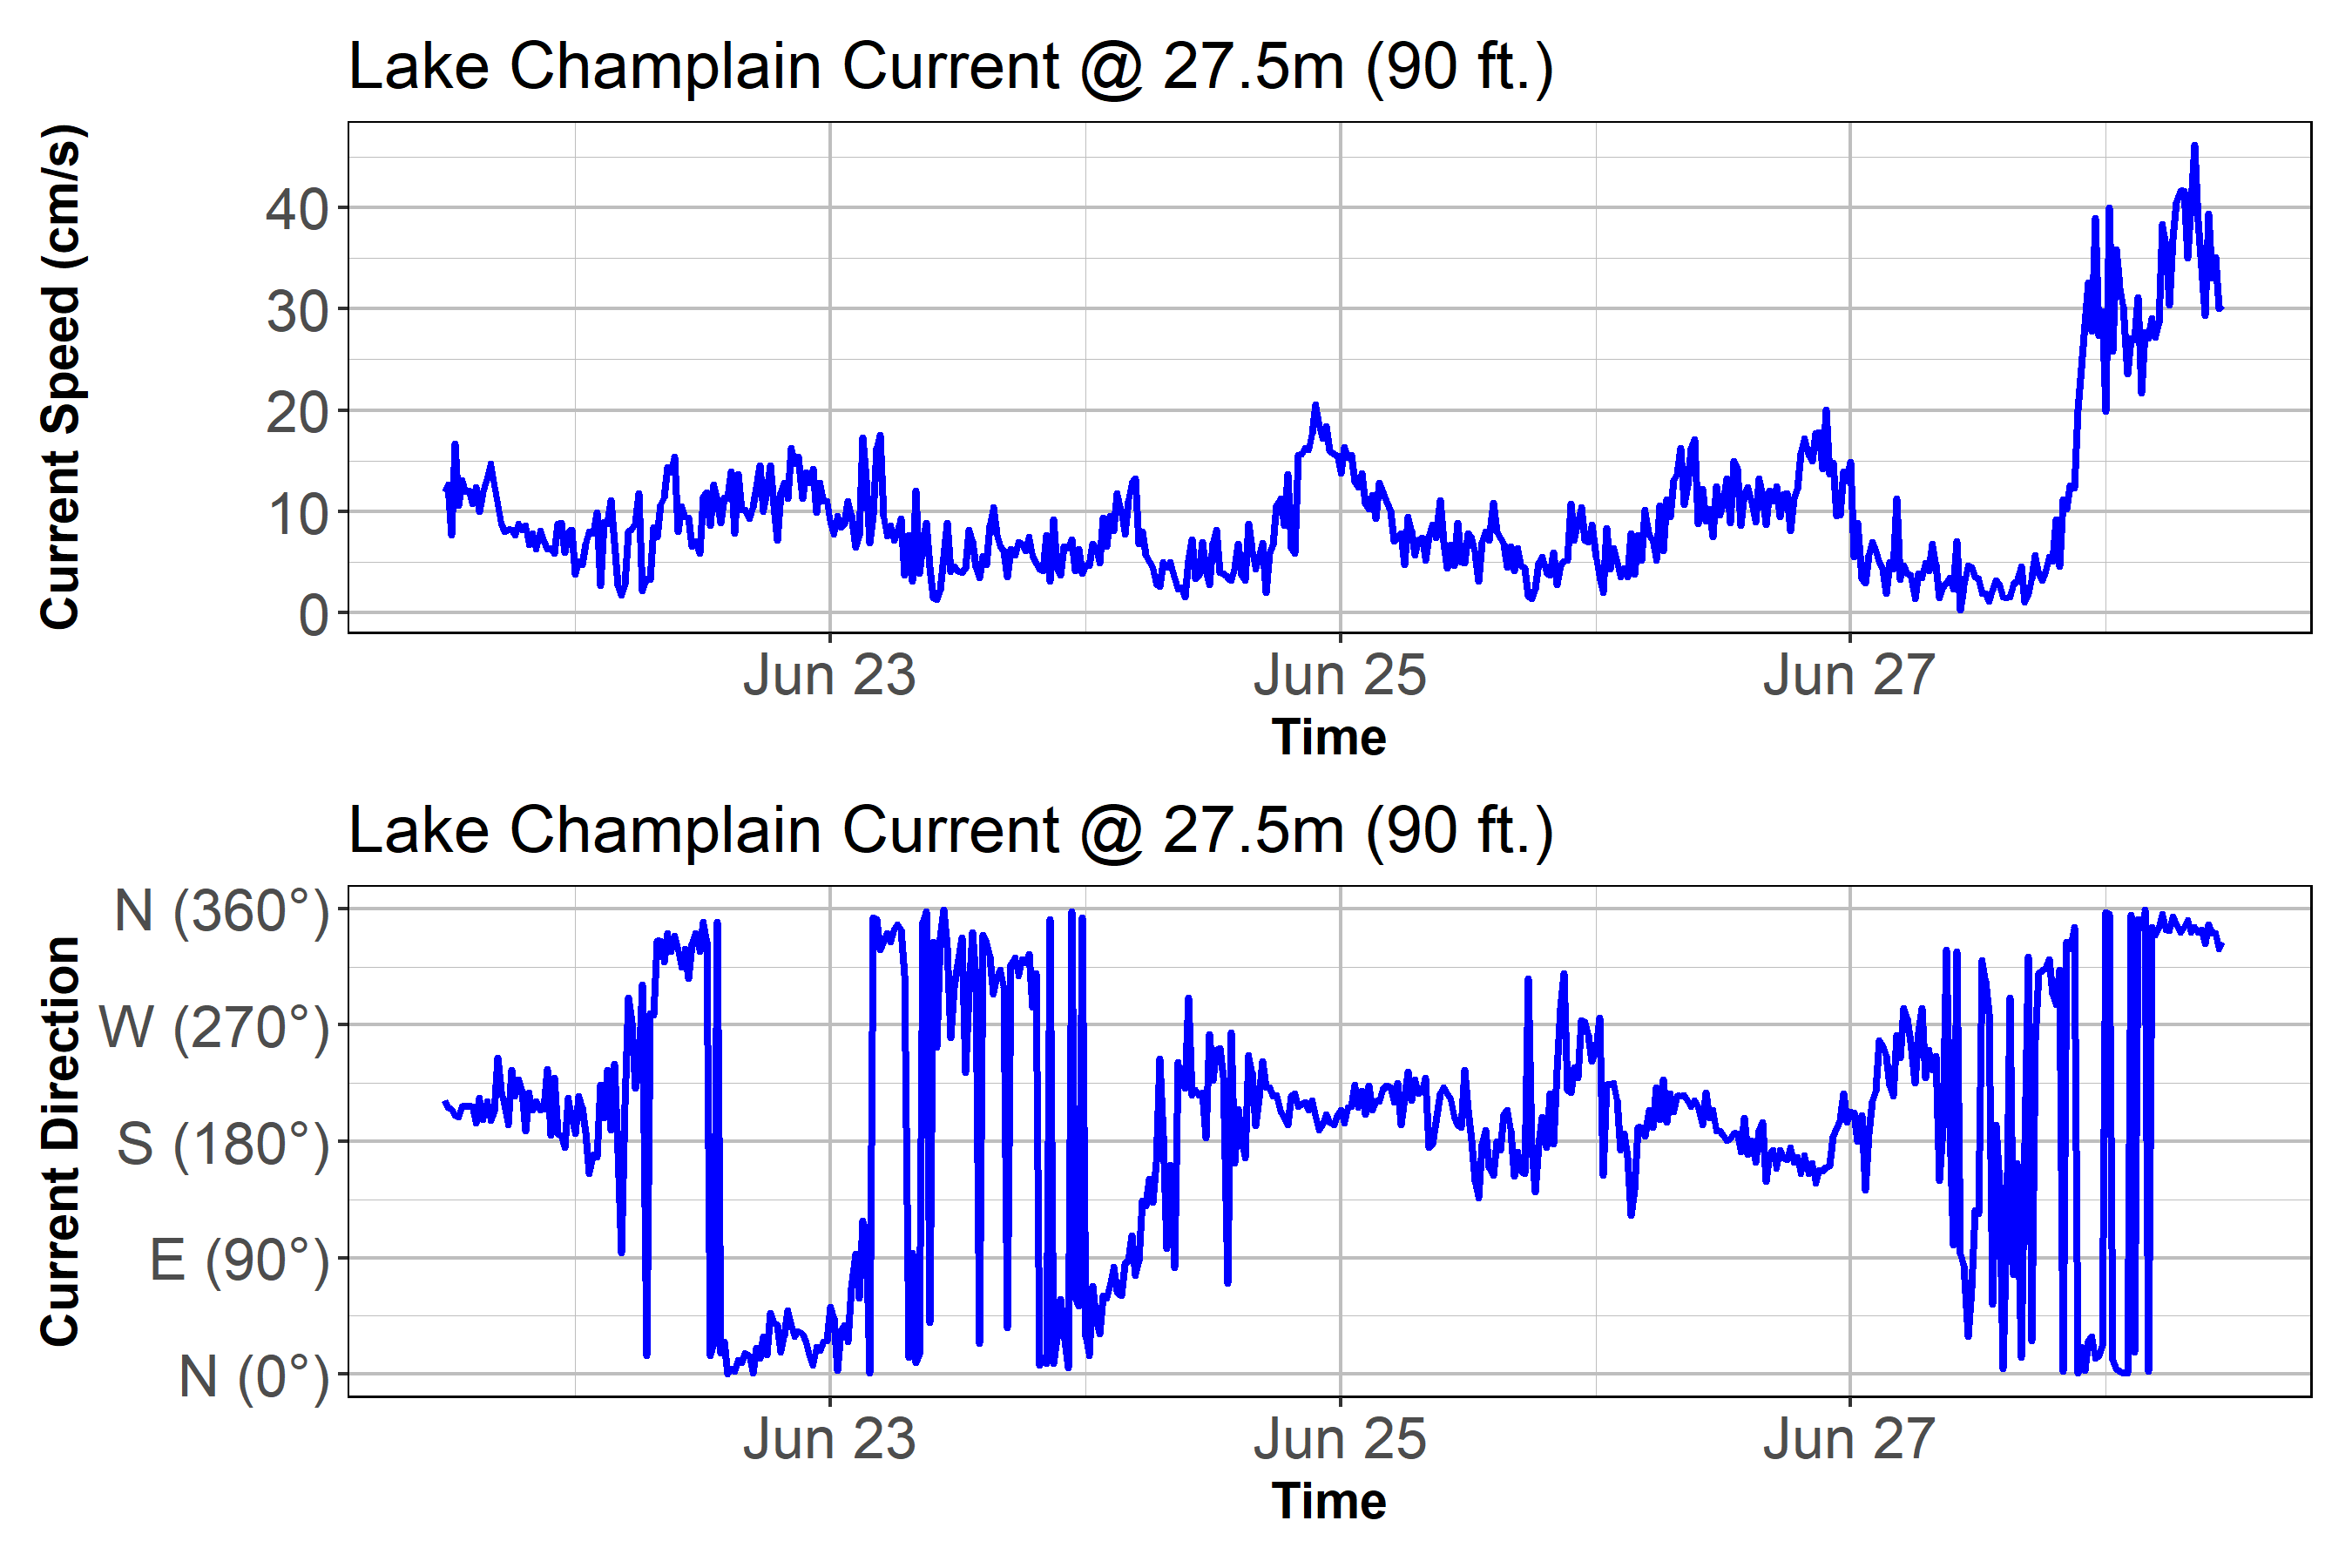 Lake Champlain Current @ 27.5m (90 ft.)
Current Speed (cm/s)
40
30
20
10
0
Jun 23
Jun 25
Jun 27
Time
Lake Champlain Current @ 27.5m (90 ft.)
Current Direction
N (360°)
W (270°)
S (180°)
E (90°)
N (0°)
Jun 23
Jun 25
Jun 27
Time